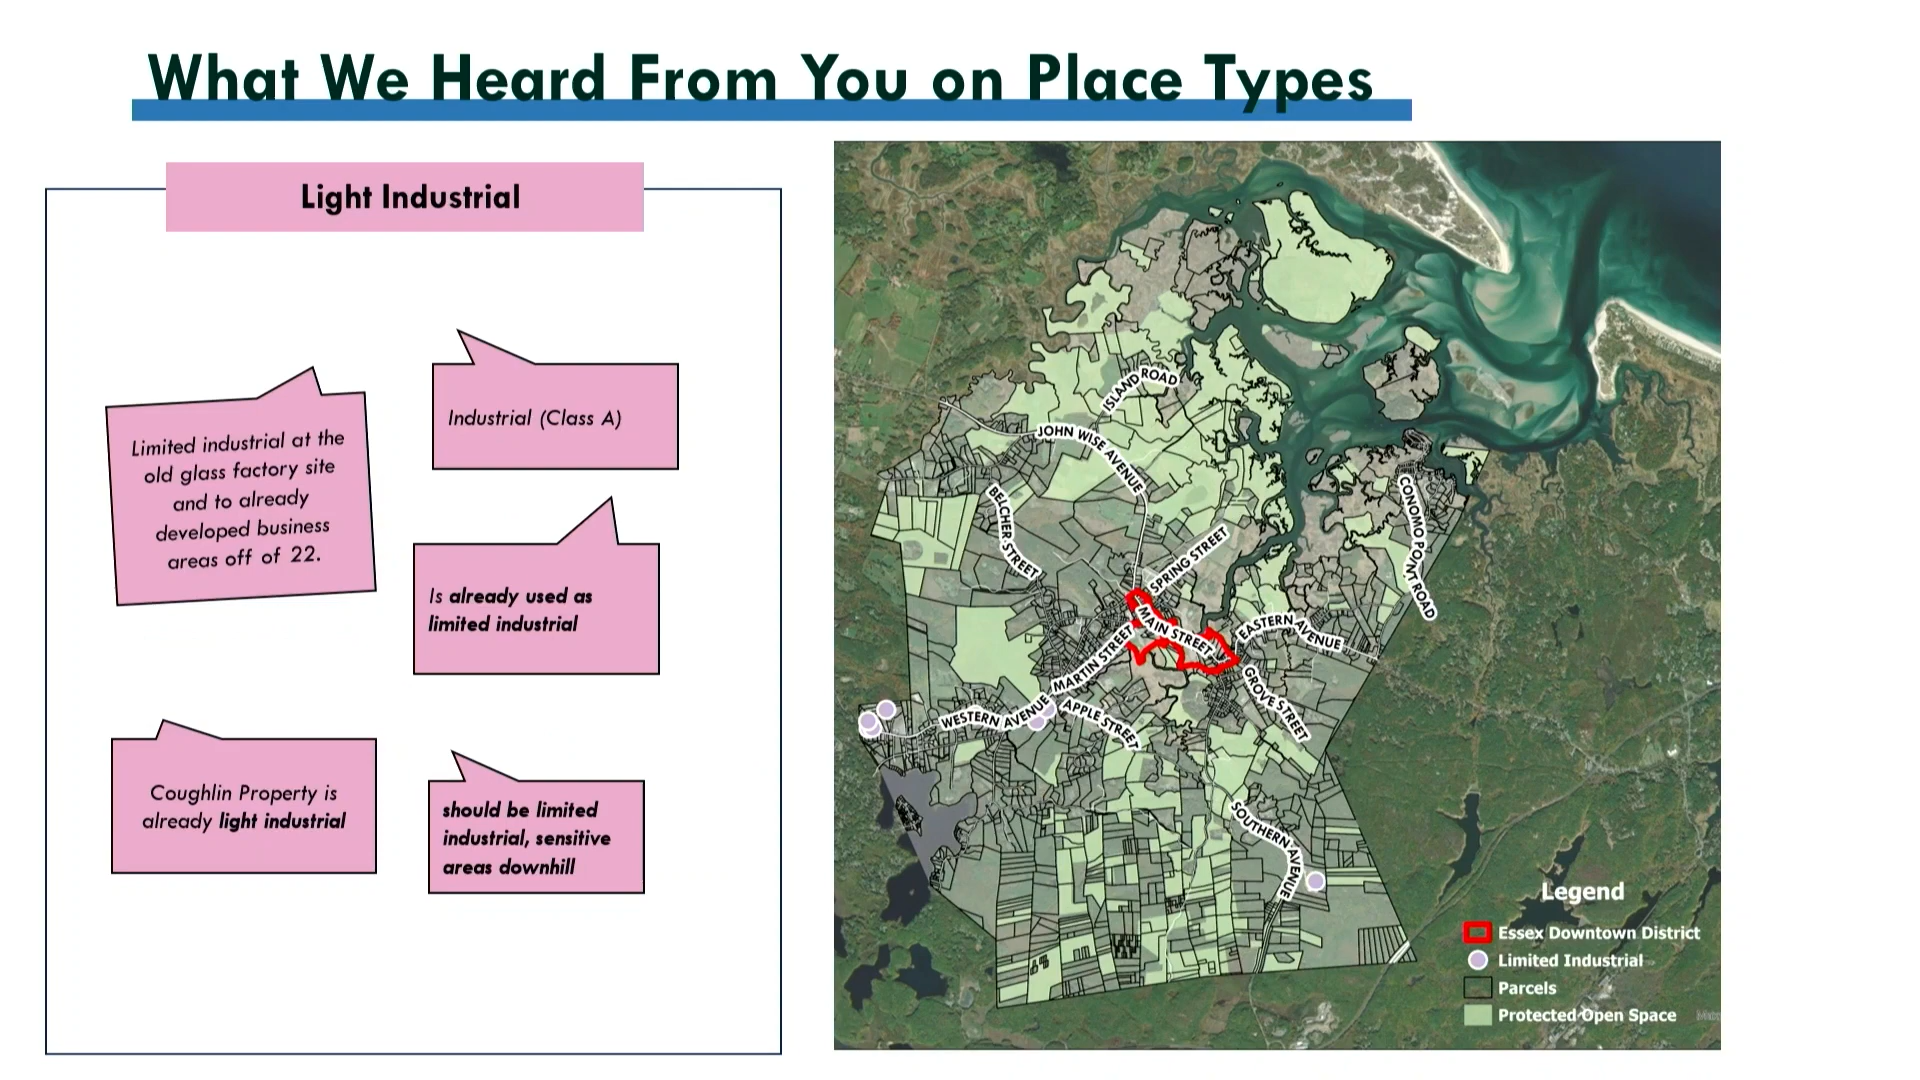 What We Heard From You on Place Types
Light Industrial
Limited industrial at the
old glass factory site
and to already
developed business
areas off of 22.
Industrial (Class A)
Is already used as
limited industrial
Coughlin Property is
already light industrial
should be limited
industrial, sensitive
areas downhill
ISLAND ROAD
JOHN WISE AVENUE
BELCHER STREET
SPRING STREET
CONOMO POINT ROAD
MAIN STREET
EASTERN AVENUE
MARTIN STREET
GROVE STREET
WESTERN AVENUE
APPLE STREET
SOUTHERN AVENUE
Legend
Essex Downtown District
Limited Industrial
Parcels
Protected Open Space